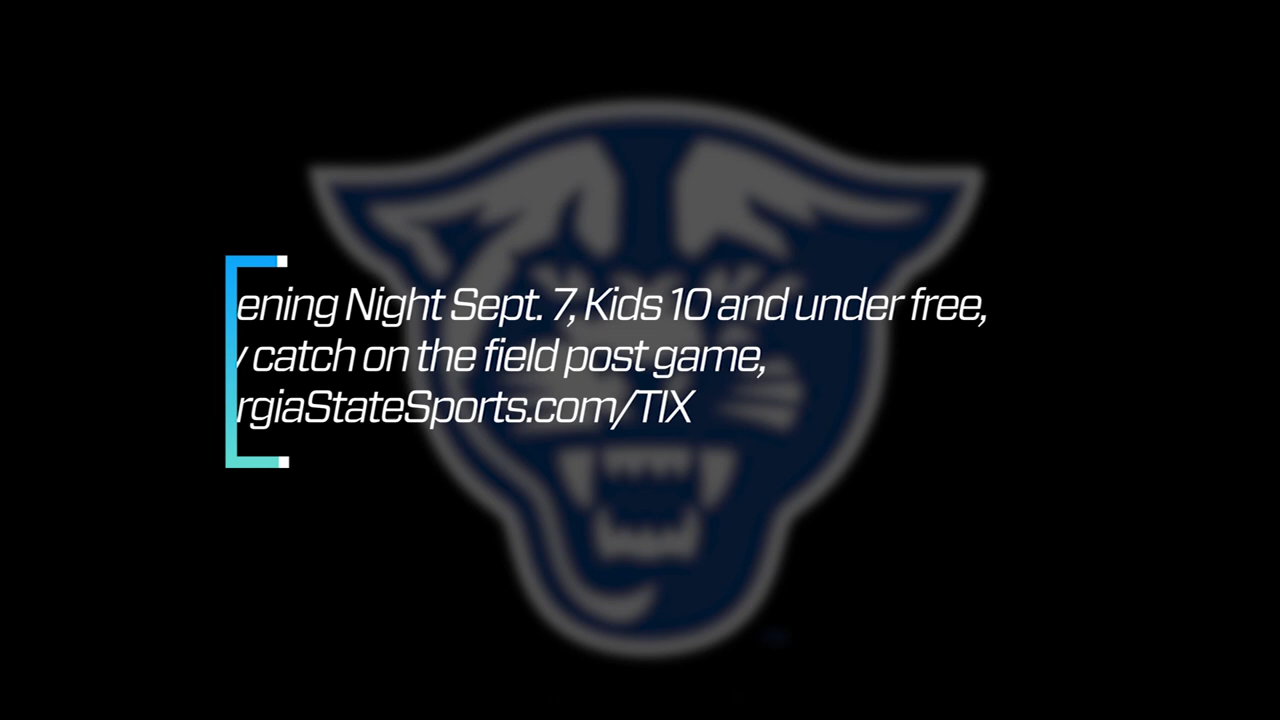 ening Night Sept. 7, Kids 10 and under free,
catch on the field post game,
rgiaStateSports.com/TIX